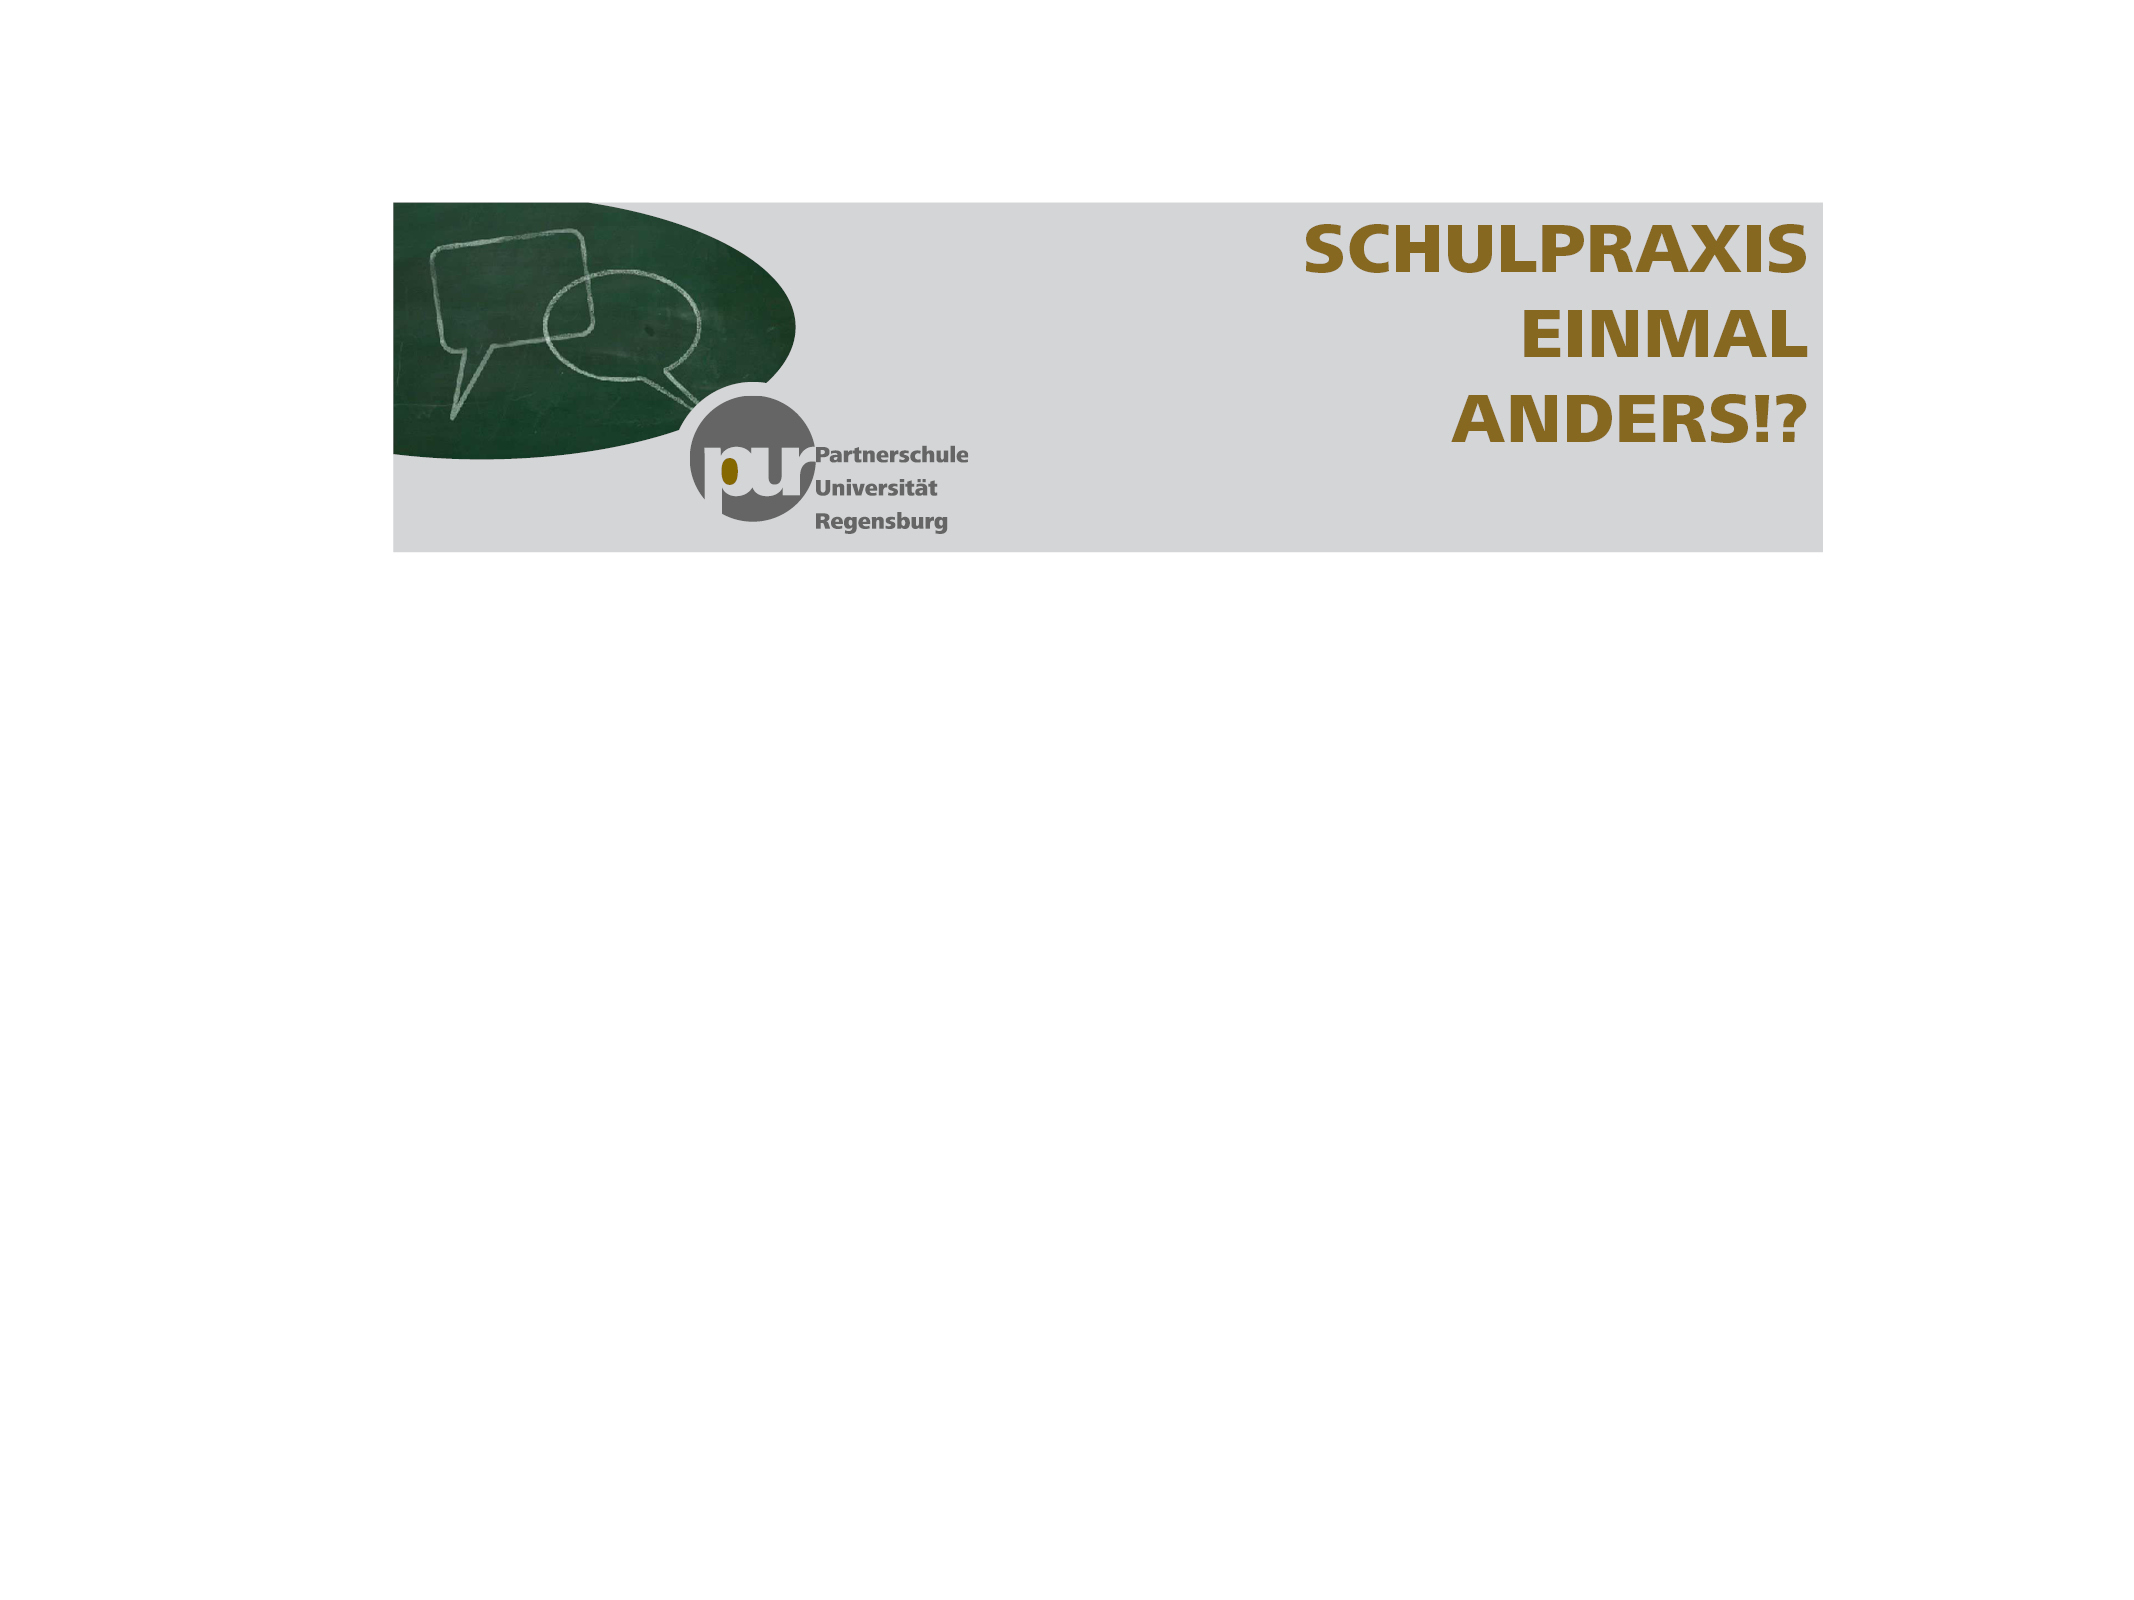 SCHULPRAXIS
EINMAL
ANDERS!?
pur
Partnerschule
Universität
Regensburg